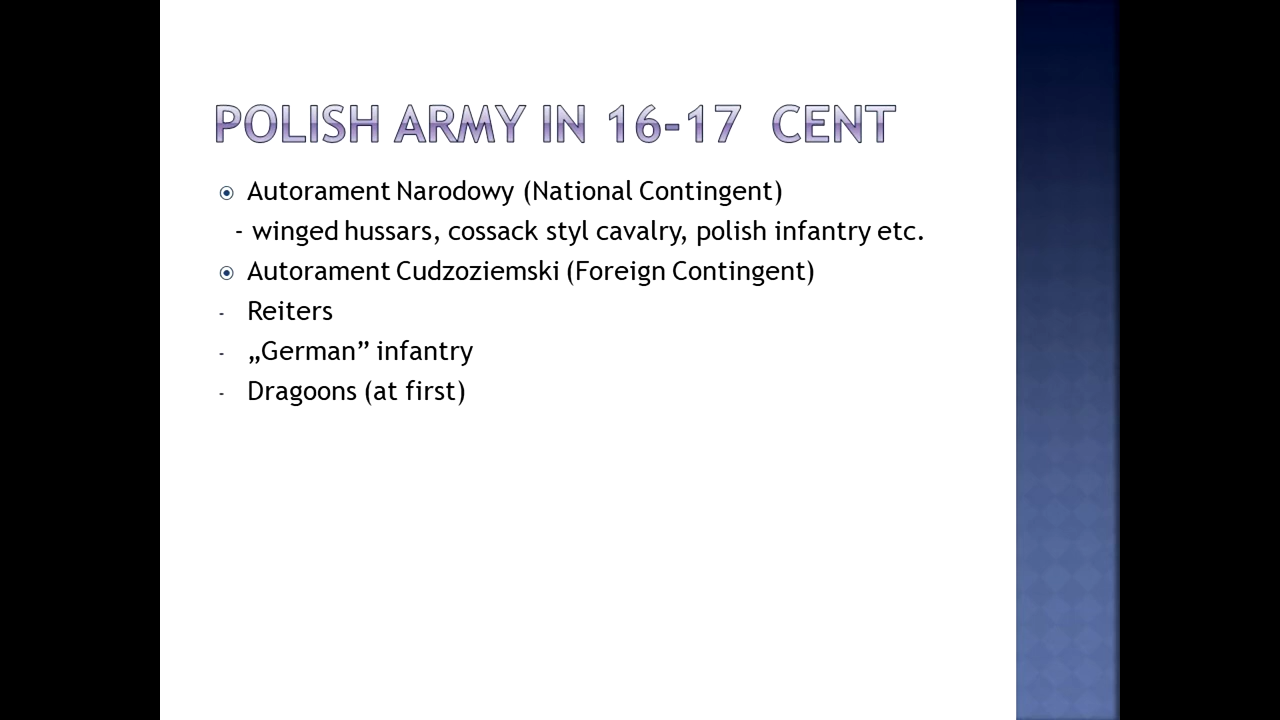 POLISH ARMY IN 16-17 CENT
Autorament Narodowy (National Contingent)
- winged hussars, cossack styl cavalry, polish infantry etc.
Autorament Cudzoziemski (Foreign Contingent)
- Reiters
- „German” infantry
- Dragoons (at first)